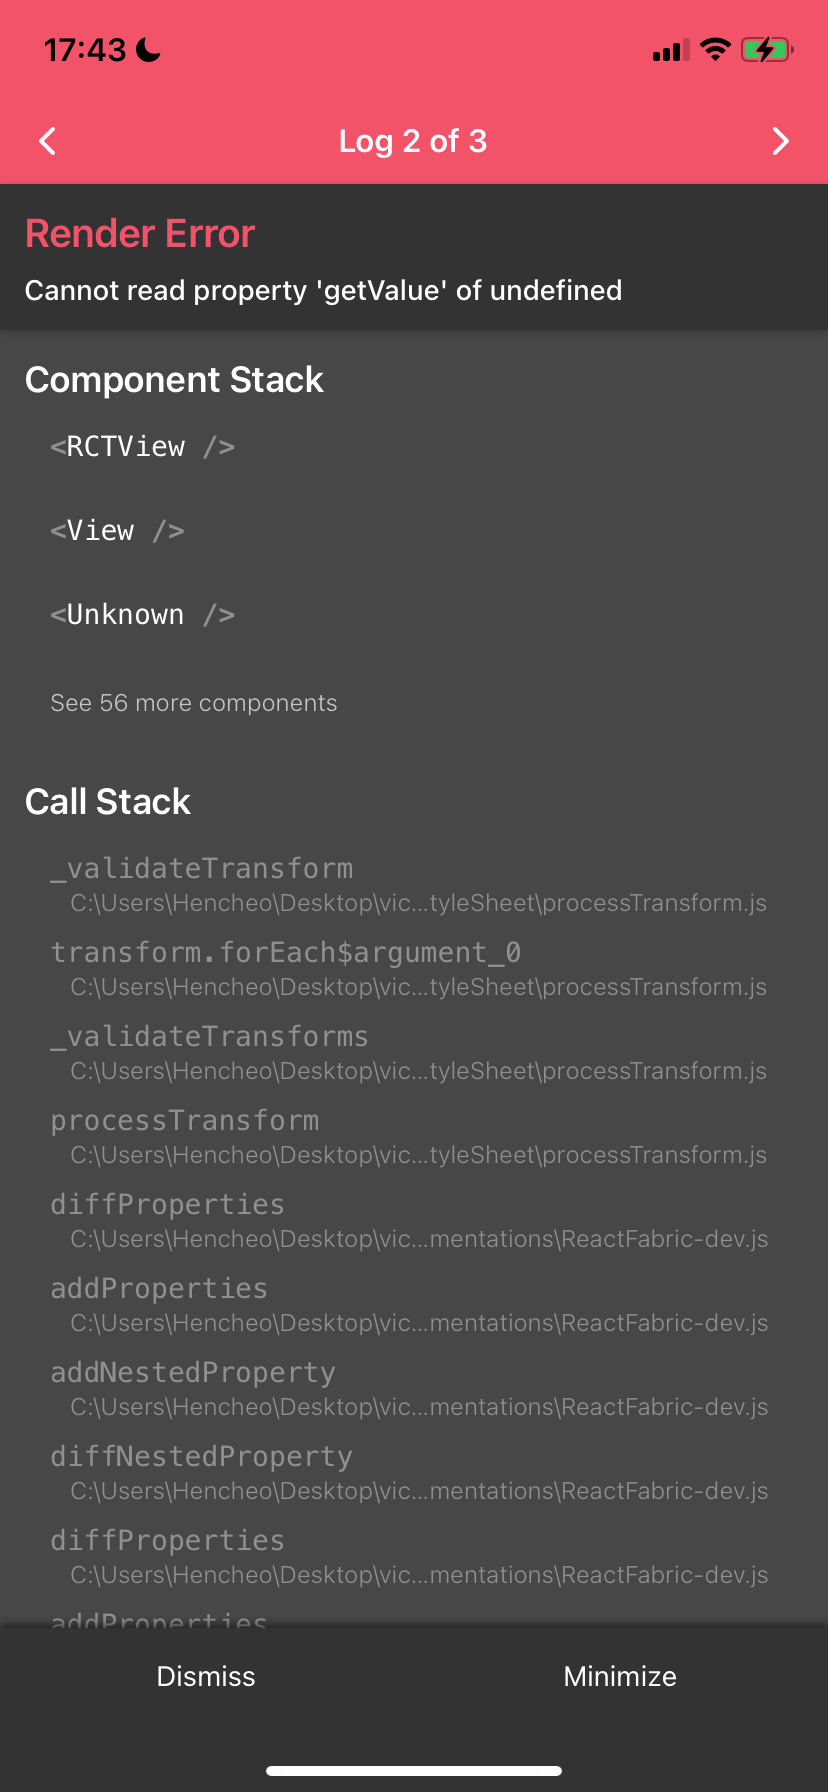 17:43
Log 2 of 3
Render Error
Cannot read property 'getValue' of undefined
Component Stack
<RCTView />
<View />
<Unknown />
See 56 more components
Call Stack
_validateTransform
C:\Users\Hencheo\Desktop\vic...tyleSheet\processTransform.js
transform.forEach$argument_0
C:\Users\Hencheo\Desktop\vic...tyleSheet\processTransform.js
_validateTransforms
C:\Users\Hencheo\Desktop\vic...tyleSheet\processTransform.js
processTransform
C:\Users\Hencheo\Desktop\vic...tyleSheet\processTransform.js
diffProperties
C:\Users\Hencheo\Desktop\vic...mentations\ReactFabric-dev.js
addProperties
C:\Users\Hencheo\Desktop\vic...mentations\ReactFabric-dev.js
addNestedProperty
C:\Users\Hencheo\Desktop\vic...mentations\ReactFabric-dev.js
diffNestedProperty
C:\Users\Hencheo\Desktop\vic...mentations\ReactFabric-dev.js
diffProperties
C:\Users\Hencheo\Desktop\vic...mentations\ReactFabric-dev.js
addProperties
Dismiss
Minimize